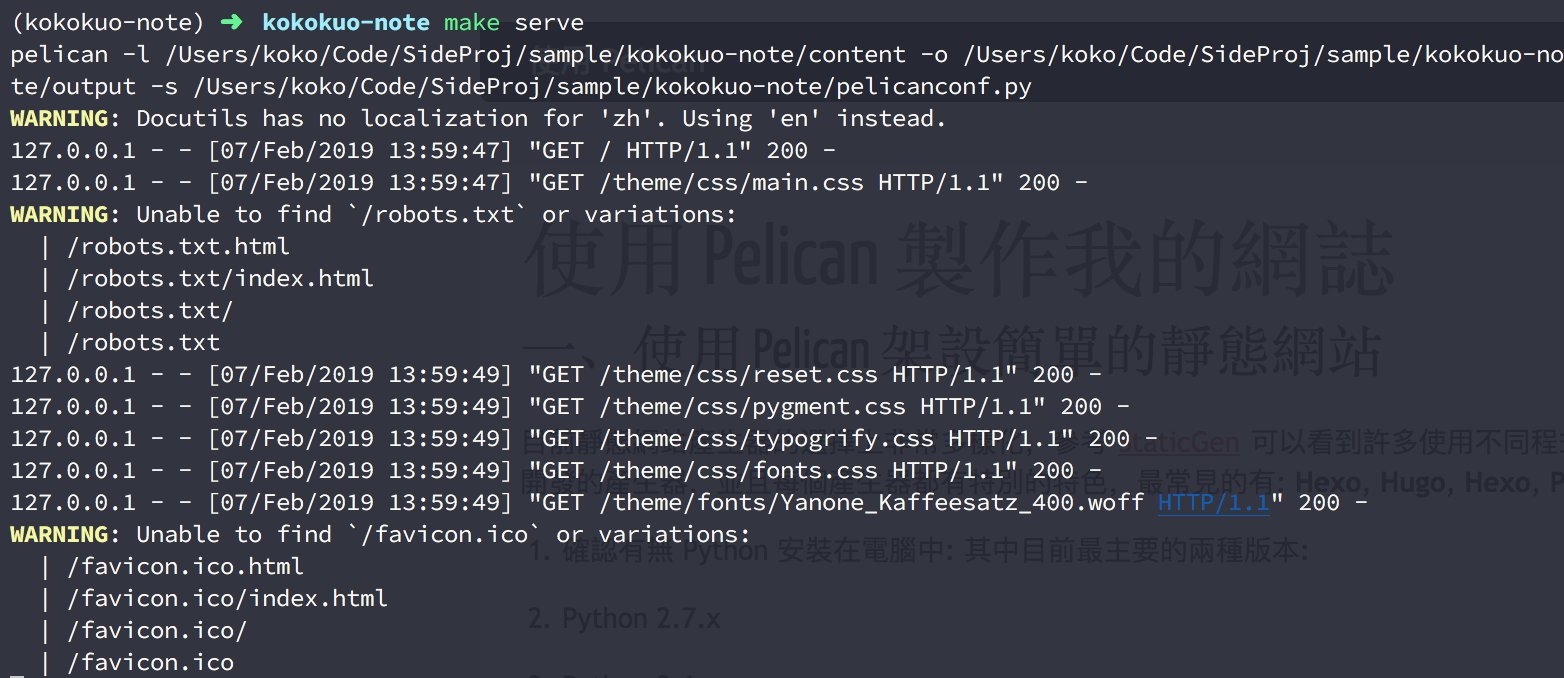 (kokokuo-note) ➜ kokokuo-note make serve
pelican -l /Users/koko/Code/SideProj/sample/kokokuo-note/content -o /Users/koko/Code/SideProj/sample/kokokuo-no
te/output -s /Users/koko/Code/SideProj/sample/kokokuo-note/pelicanconf.py
WARNING: Docutils has no localization for 'zh'. Using 'en' instead.
127.0.0.1 - - [07/Feb/2019 13:59:47] "GET / HTTP/1.1" 200 -
127.0.0.1 - - [07/Feb/2019 13:59:47] "GET /theme/css/main.css HTTP/1.1" 200 -
WARNING: Unable to find `/robots.txt` or variations:
| /robots.txt.html
| /robots.txt/index.html
| /robots.txt/
| /robots.txt
127.0.0.1 - - [07/Feb/2019 13:59:49] "GET /theme/css/reset.css HTTP/1.1" 200 -
127.0.0.1 - - [07/Feb/2019 13:59:49] "GET /theme/css/pygment.css HTTP/1.1" 200 -
127.0.0.1 - - [07/Feb/2019 13:59:49] "GET /theme/css/typogrify.css HTTP/1.1" 200 -
127.0.0.1 - - [07/Feb/2019 13:59:49] "GET /theme/css/fonts.css HTTP/1.1" 200 -
127.0.0.1 - - [07/Feb/2019 13:59:49] "GET /theme/fonts/Yanone_Kaffeesatz_400.woff HTTP/1.1" 200 -
WARNING: Unable to find `/favicon.ico` or variations:
| /favicon.ico.html
| /favicon.ico/index.html
| /favicon.ico/
| /favicon.ico
使用 Pelican
使用 Pelican 製作我的網誌
一、使用 Pelican 架設簡單的靜態網站
StaticGen 可以看到許多使用不同程
最常見的有: Hexo, Hugo, Hexo, P
1. 確認有無 Python 安裝在電腦中: 其中目前最主要的兩種版本:
2. Python 2.7.x